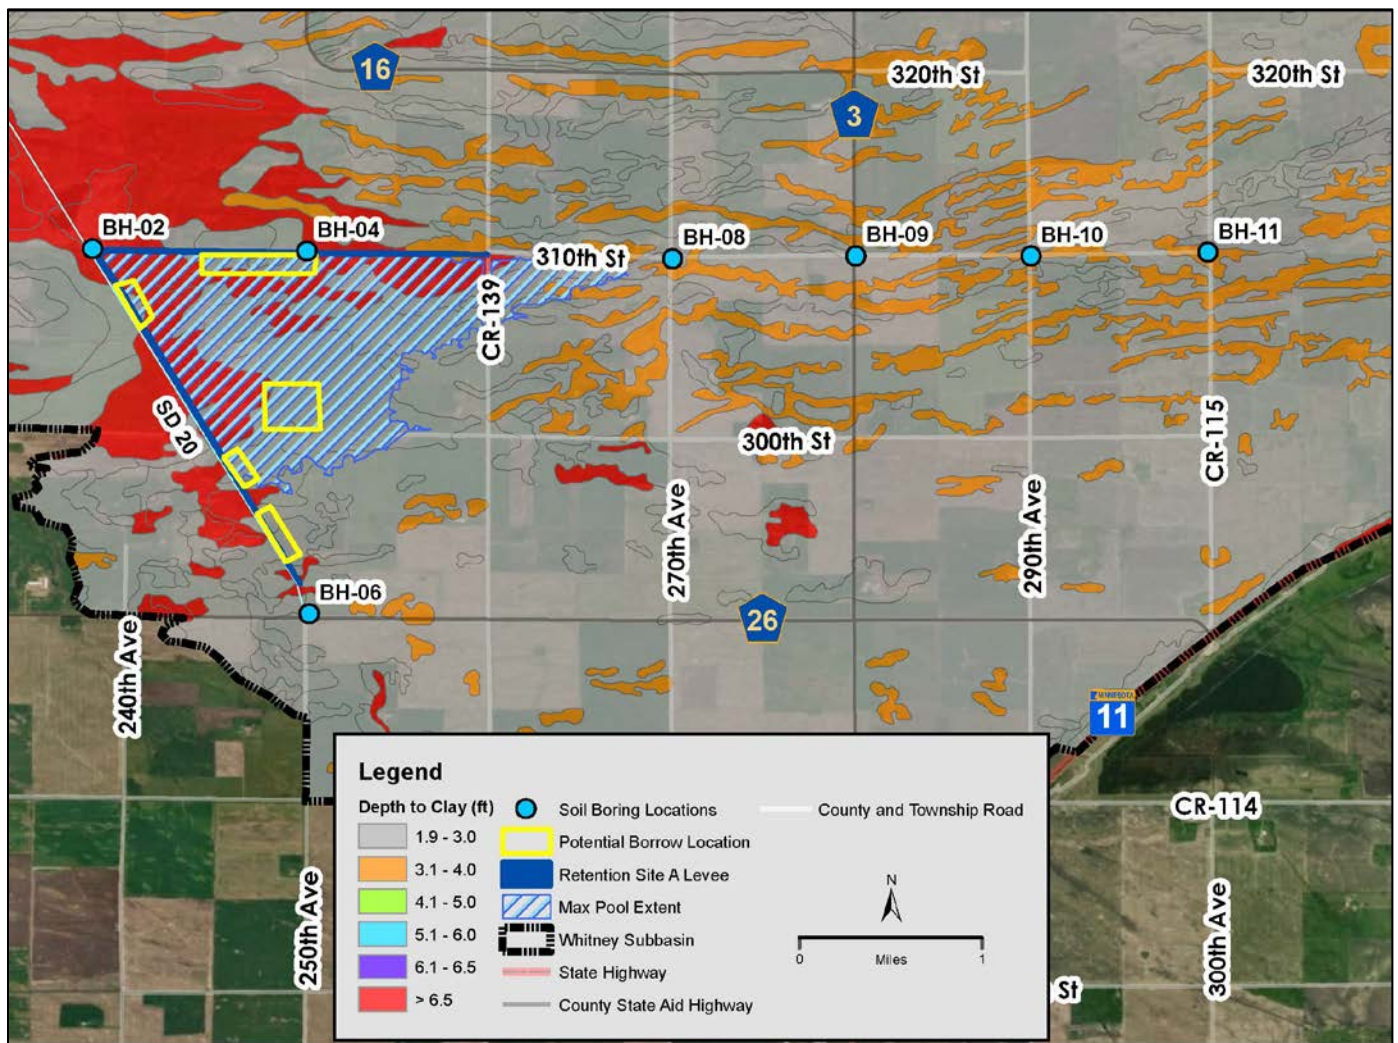 16
3
320th St
320th St
BH-02
BH-04
310th St
BH-08
BH-09
BH-10
BH-11
CR-139
SD 20
300th St
CR-115
270th Ave
290th Ave
BH-06
26
240th Ave
MINNESOTA
11
Legend
Depth to Clay (ft)
1.9 - 3.0
3.1 - 4.0
4.1 - 5.0
5.1 - 6.0
6.1 - 6.5
> 6.5
Soil Boring Locations
Potential Borrow Location
Retention Site A Levee
Max Pool Extent
Whitney Subbasin
State Highway
County State Aid Highway
County and Township Road
N
0
1
Miles
CR-114
250th Ave
300th Ave
St